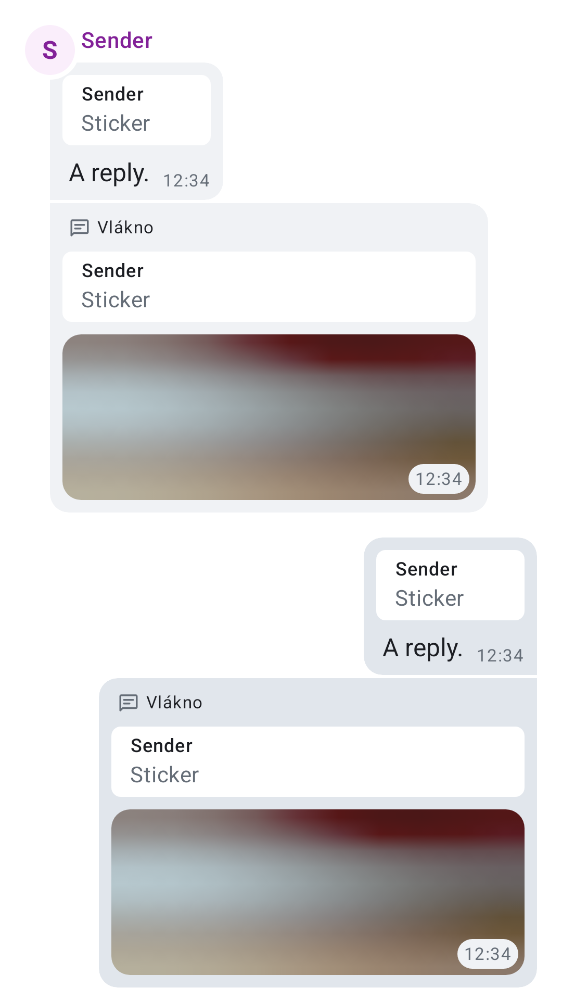 S
Sender
Sender
Sticker
A reply.
12:34
Vlákno
Sender
Sticker
12:34
Sender
Sticker
A reply.
12:34
Vlákno
Sender
Sticker
12:34